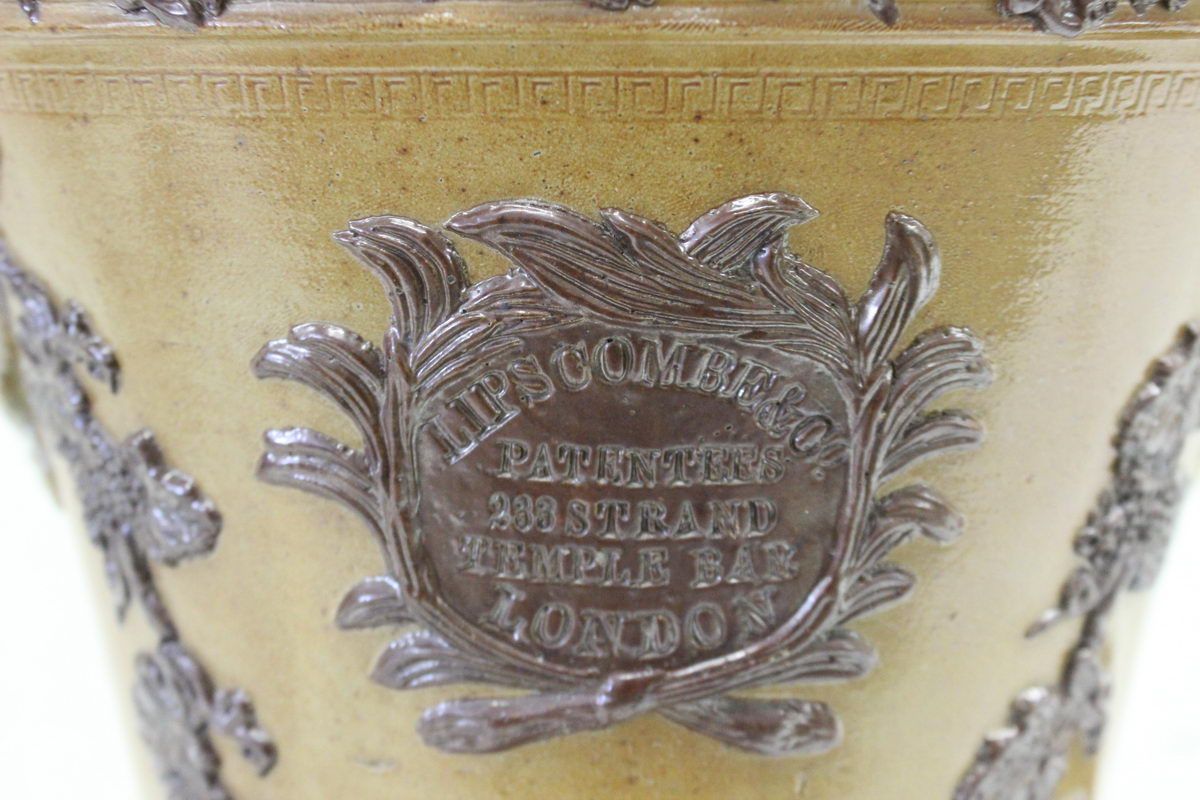 LIPSCOMBE & Co.
PATENTEES
233 STRAND
TEMPLE BAR
LONDON